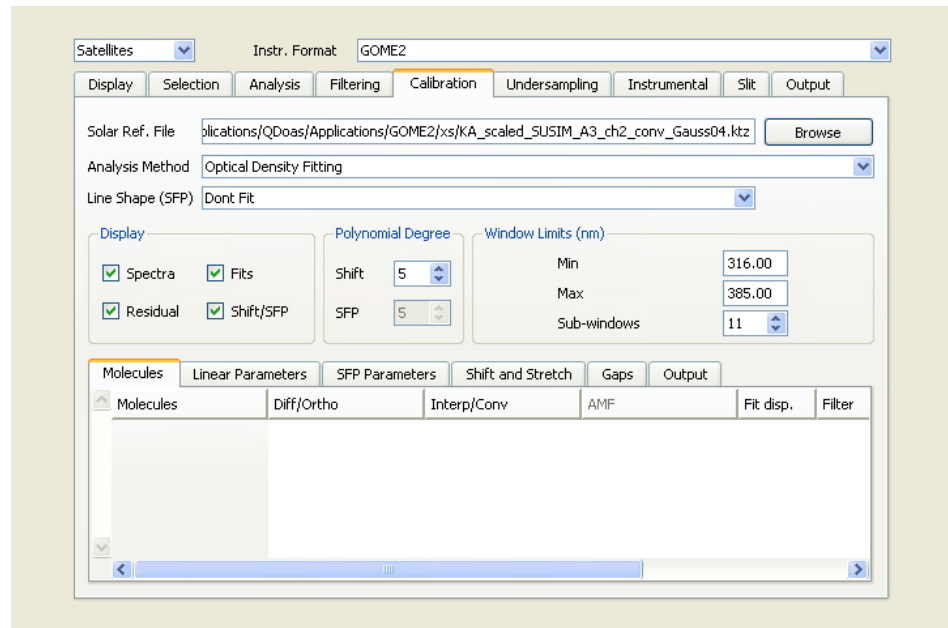 Satellites Instr. Format GOME2
Display Selection Analysis Filtering Calibration Undersampling Instrumental Slit Output
Solar Ref. File plications/QDoas/Applications/GOME2/xs/KA_scaled_SUSIM_A3_ch2_conv_Gauss04.ktz Browse
Analysis Method Optical Density Fitting
Line Shape (SFP) Dont Fit
Display Polynomial Degree Window Limits (nm)
Spectra Fits Shift 5 Min 316.00
Max 385.00
Residual Shift/SFP SFP 5 Sub-windows 11
Molecules Linear Parameters SFP Parameters Shift and Stretch Gaps Output
Molecules Diff/Ortho Interp/Conv AMF Fit disp. Filter